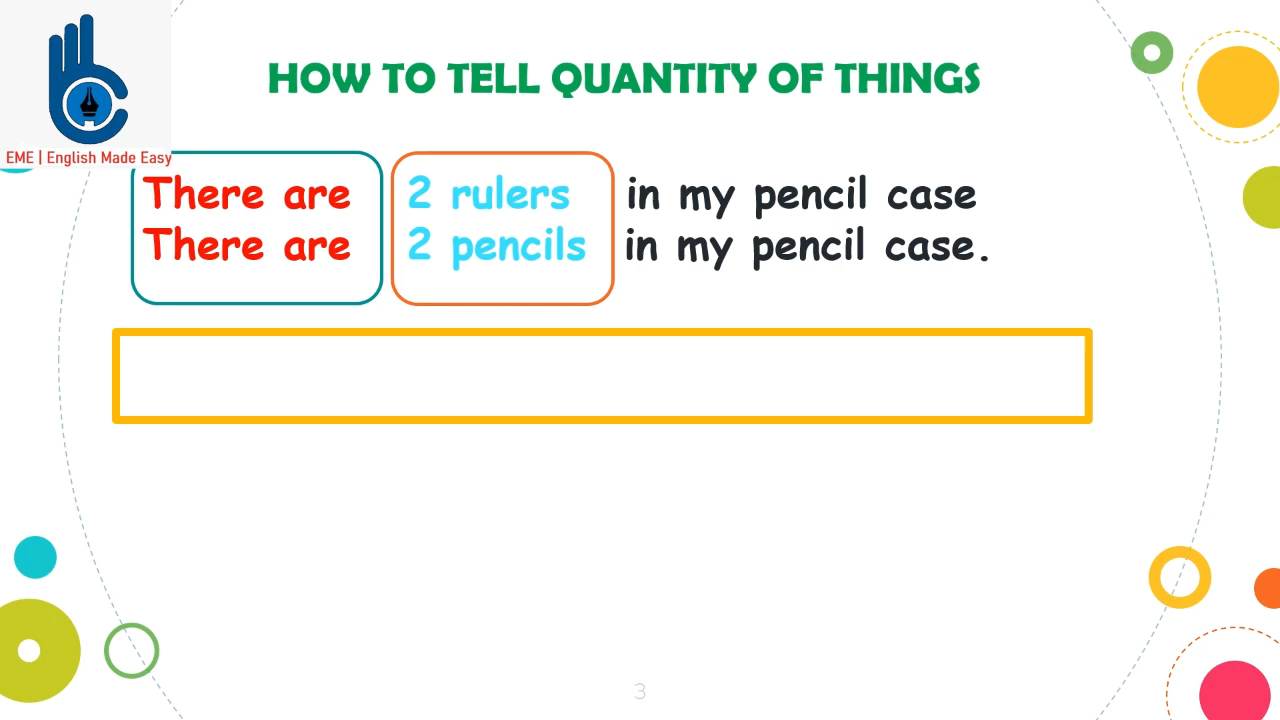 HOW TO TELL QUANTITY OF THINGS
EME | English Made Easy
There are 2 rulers in my pencil case
There are 2 pencils in my pencil case.
3